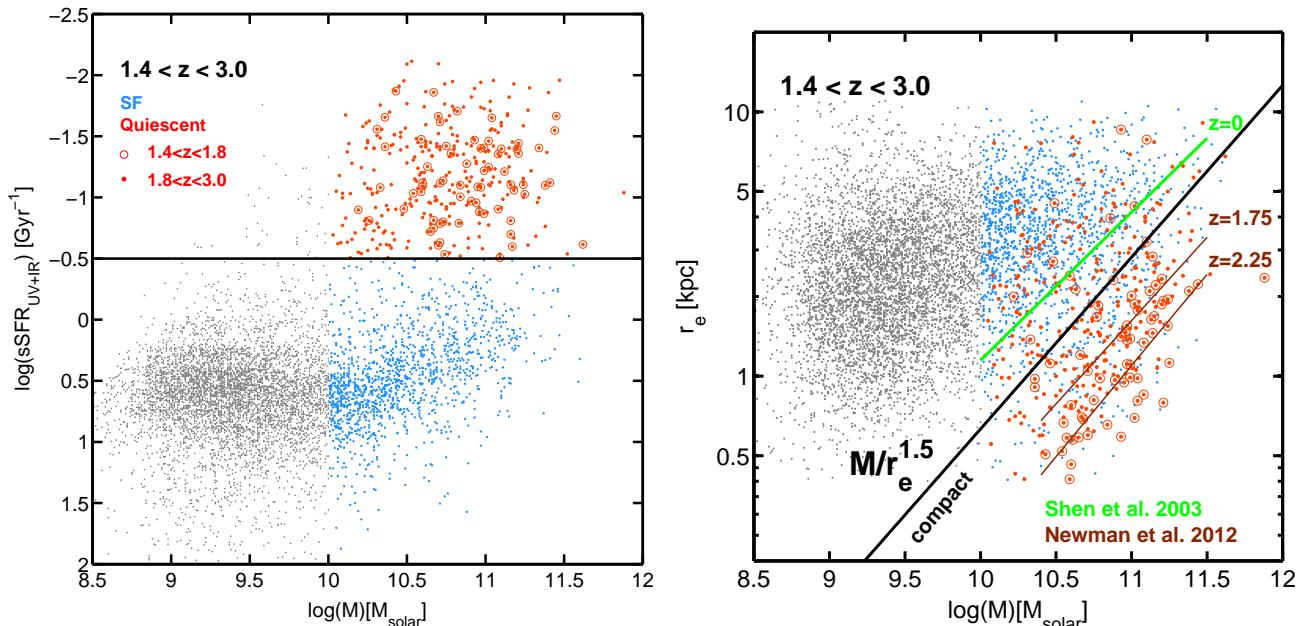 −2.5
−2
−1.5
−1
−0.5
0
0.5
1
1.5
2
log(sSFR_UV+IR) [Gyr^−1]
1.4 < z < 3.0
SF
Quiescent
1.4<z<1.8
1.8<z<3.0
8.5 9 9.5 10 10.5 11 11.5 12
log(M)[M_solar]
10
5
1
0.5
r_e [kpc]
1.4 < z < 3.0
z=0
z=1.75
z=2.25
M/r_e^1.5
compact
Shen et al. 2003
Newman et al. 2012
8.5 9 9.5 10 10.5 11 11.5 12
log(M)[M_solar]